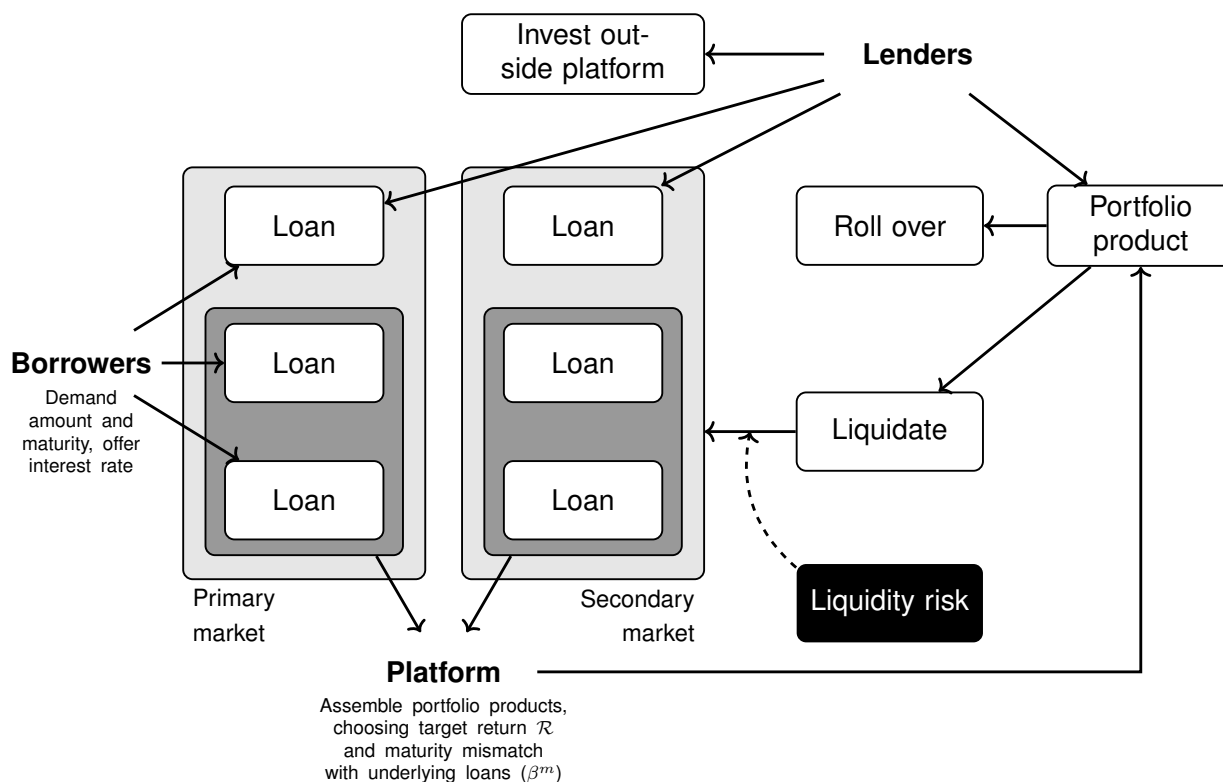 Invest out-
side platform
Lenders
Loan
Loan
Roll over
Portfolio
product
Borrowers
Demand
amount and
maturity, offer
interest rate
Loan
Loan
Liquidate
Loan
Loan
Primary
market
Secondary
market
Liquidity risk
Platform
Assemble portfolio products,
choosing target return ℛ
and maturity mismatch
with underlying loans (βᵐ)